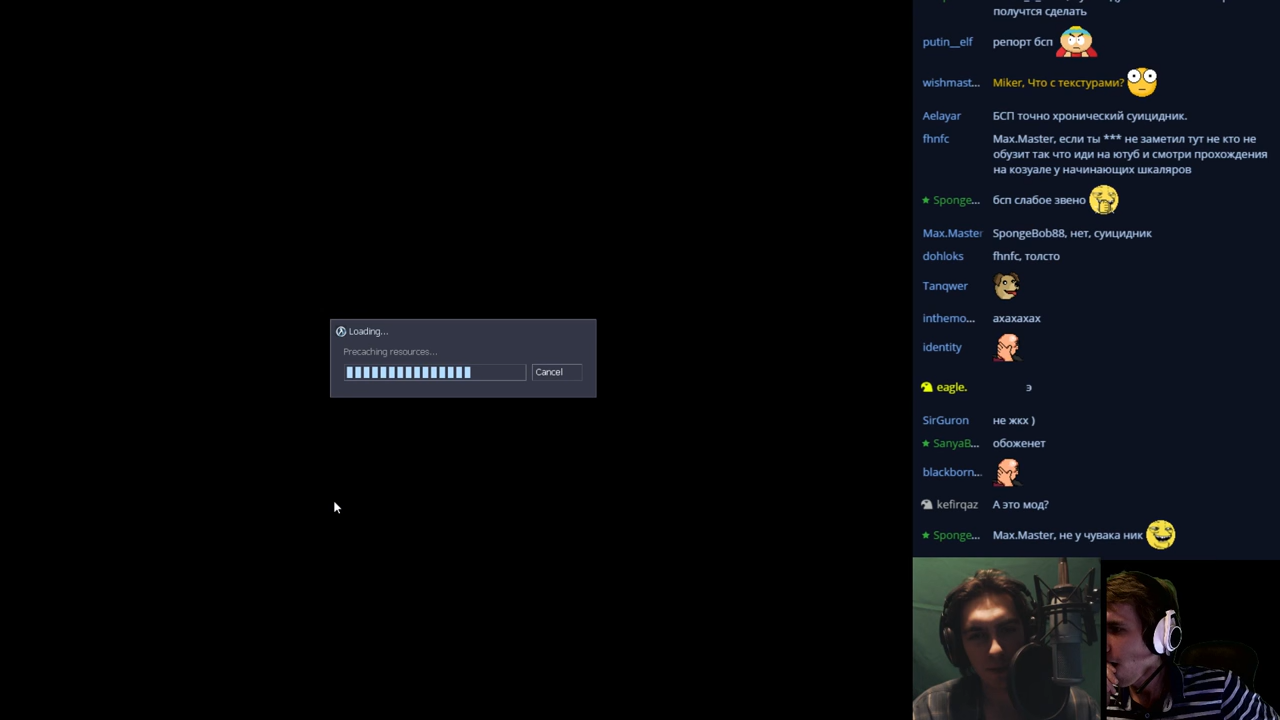 получтся сделать
putin__elf репорт бсп
wishmast... Miker, Что с текстурами?
Aelayar БСП точно хронический суицидник.
fhnfc Max.Master, если ты *** не заметил тут не кто не
обузит так что иди на ютуб и смотри прохождения
на козуале у начинающих шкаляров
Sponge... бсп слабое звено
Max.Master SpongeBob88, нет, суицидник
dohloks fhnfc, толсто
Tanqwer
inthemo... ахахахах
identity
eagle. э
SirGuron не жкх )
SanyaB... обоженет
blackborn...
kefirqaz А это мод?
Sponge... Max.Master, не у чувака ник
Loading...
Precaching resources...
Cancel